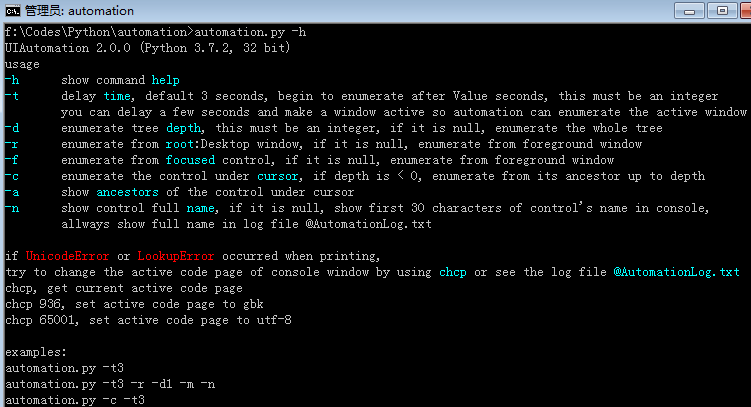 管理员: automation
f:\Codes\Python\automation>automation.py -h
UIAutomation 2.0.0 (Python 3.7.2, 32 bit)
usage
-h      show command help
-t      delay time, default 3 seconds, begin to enumerate after Value seconds, this must be an integer
        you can delay a few seconds and make a window active so automation can enumerate the active window
-d      enumerate tree depth, this must be an integer, if it is null, enumerate the whole tree
-r      enumerate from root:Desktop window, if it is null, enumerate from foreground window
-f      enumerate from focused control, if it is null, enumerate from foreground window
-c      enumerate the control under cursor, if depth is < 0, enumerate from its ancestor up to depth
-a      show ancestors of the control under cursor
-n      show control full name, if it is null, show first 30 characters of control's name in console,
        allways show full name in log file @AutomationLog.txt
if UnicodeError or LookupError occurred when printing,
try to change the active code page of console window by using chcp or see the log file @AutomationLog.txt
chcp, get current active code page
chcp 936, set active code page to gbk
chcp 65001, set active code page to utf-8
examples:
automation.py -t3
automation.py -t3 -r -d1 -m -n
automation.py -c -t3